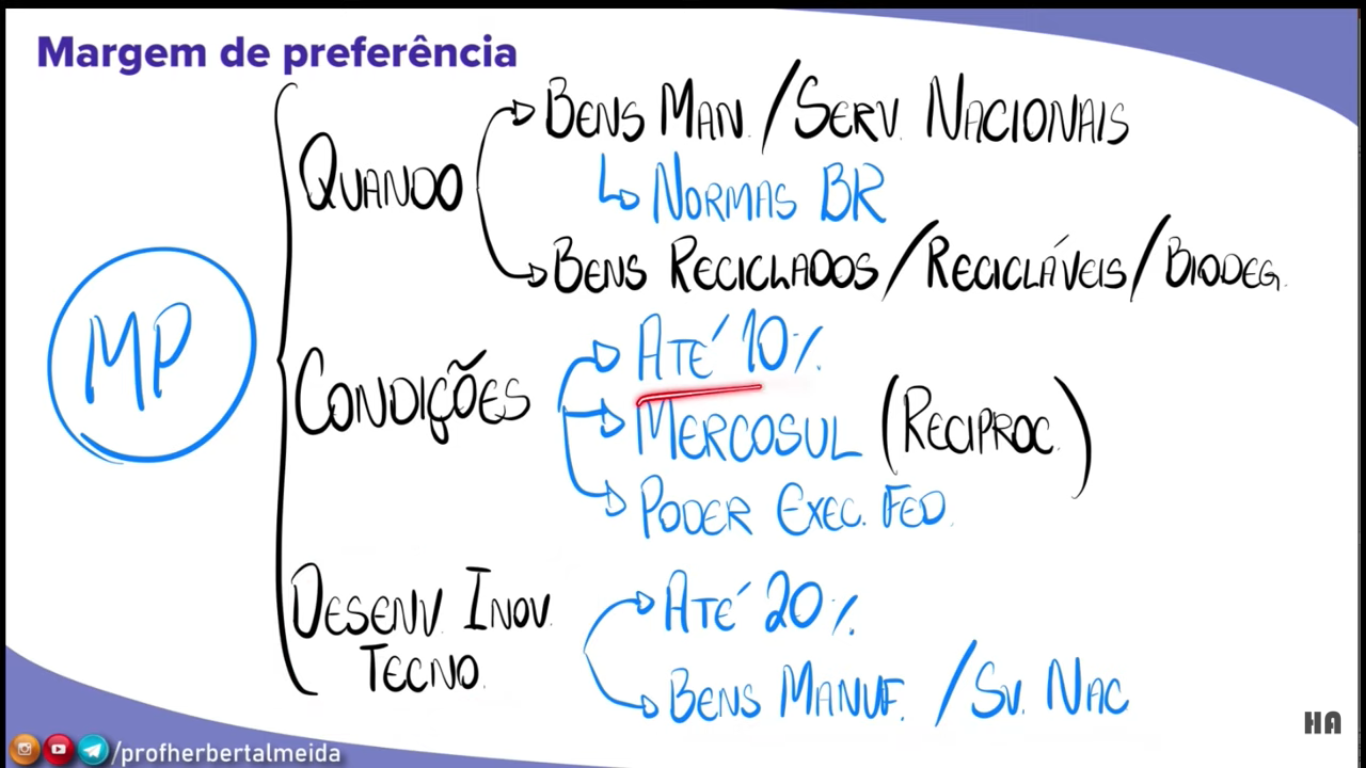 Margem de preferência
MP
QUANDO
BENS MAN. / SERV. NACIONAIS
NORMAS BR
BENS RECICLADOS / RECICLÁVEIS / BIODEG.
CONDIÇÕES
ATÉ 10%
MERCOSUL (RECIPROC.)
PODER EXEC. FED.
DESENV. INOV.
TECNO.
ATÉ 20%
BENS MANUF. / SV. NAC
HA
/profherbertalmeida